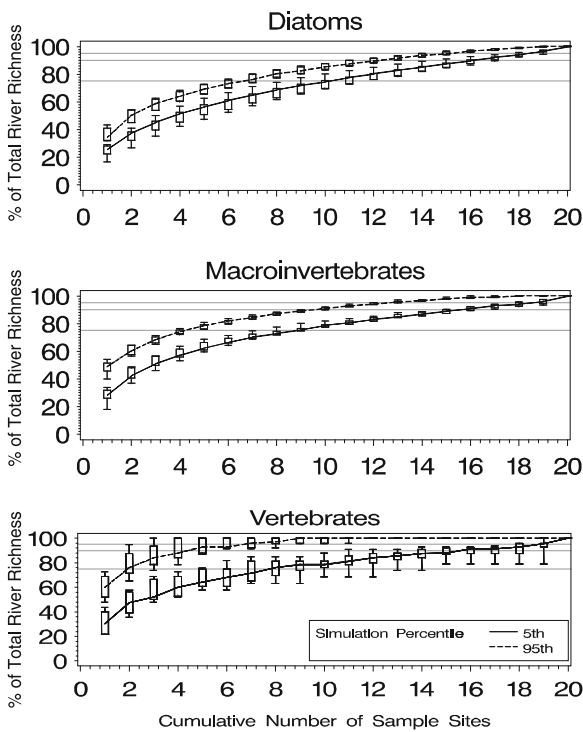 Diatoms
% of Total River Richness
100
80
60
40
20
0
0 2 4 6 8 10 12 14 16 18 20
Macroinvertebrates
% of Total River Richness
100
80
60
40
20
0
0 2 4 6 8 10 12 14 16 18 20
Vertebrates
% of Total River Richness
100
80
60
40
20
0
Simulation Percentile
5th
95th
0 2 4 6 8 10 12 14 16 18 20
Cumulative Number of Sample Sites